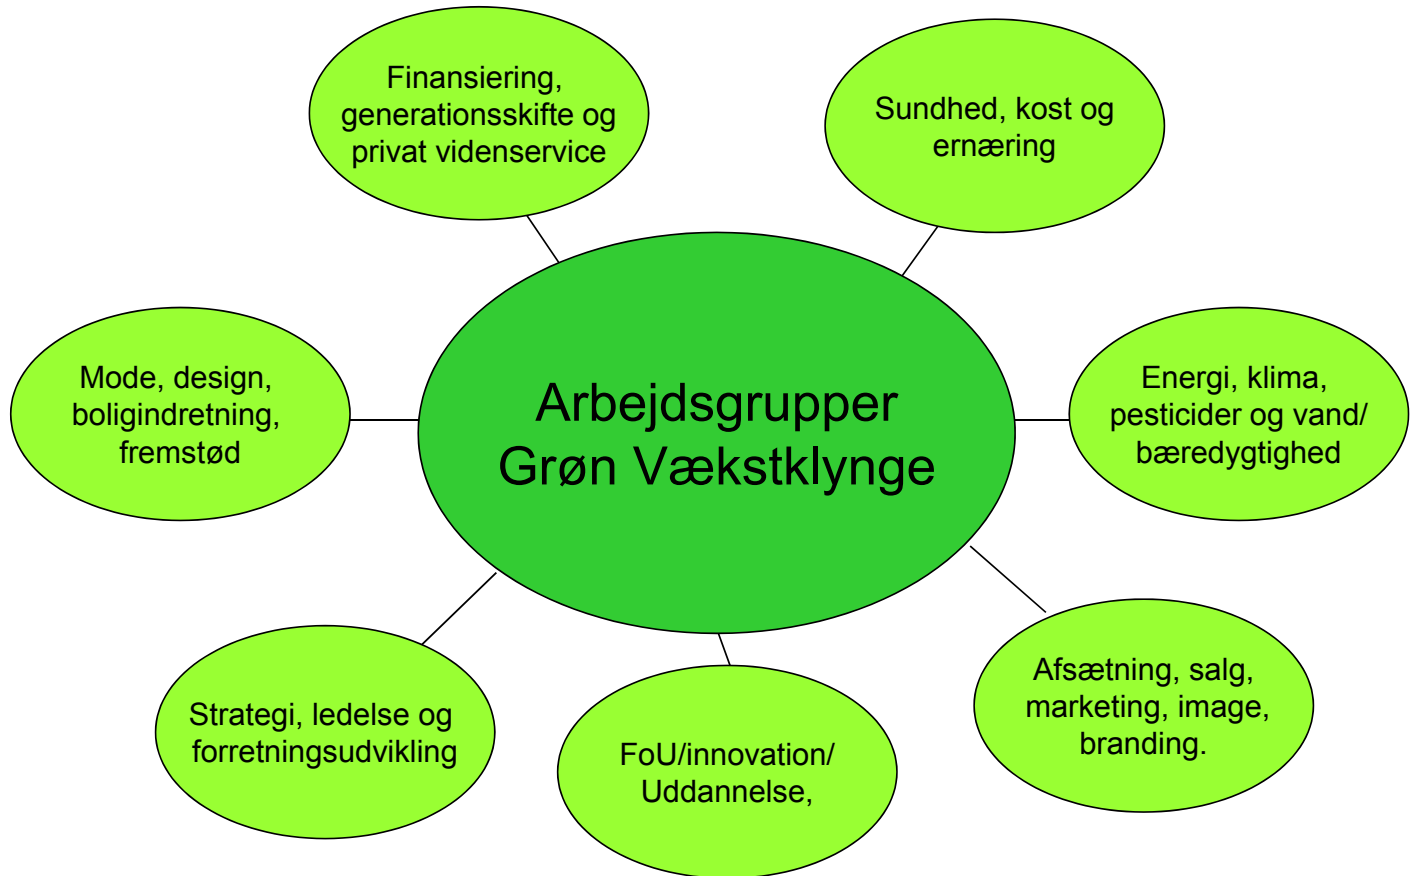 Finansiering,
generationsskifte og
privat videnservice
Sundhed, kost og
ernæring
Mode, design,
boligindretning,
fremstød
Arbejdsgrupper
Grøn Vækstklynge
Energi, klima,
pesticider og vand/
bæredygtighed
Strategi, ledelse og
forretningsudvikling
FoU/innovation/
Uddannelse,
Afsætning, salg,
marketing, image,
branding.